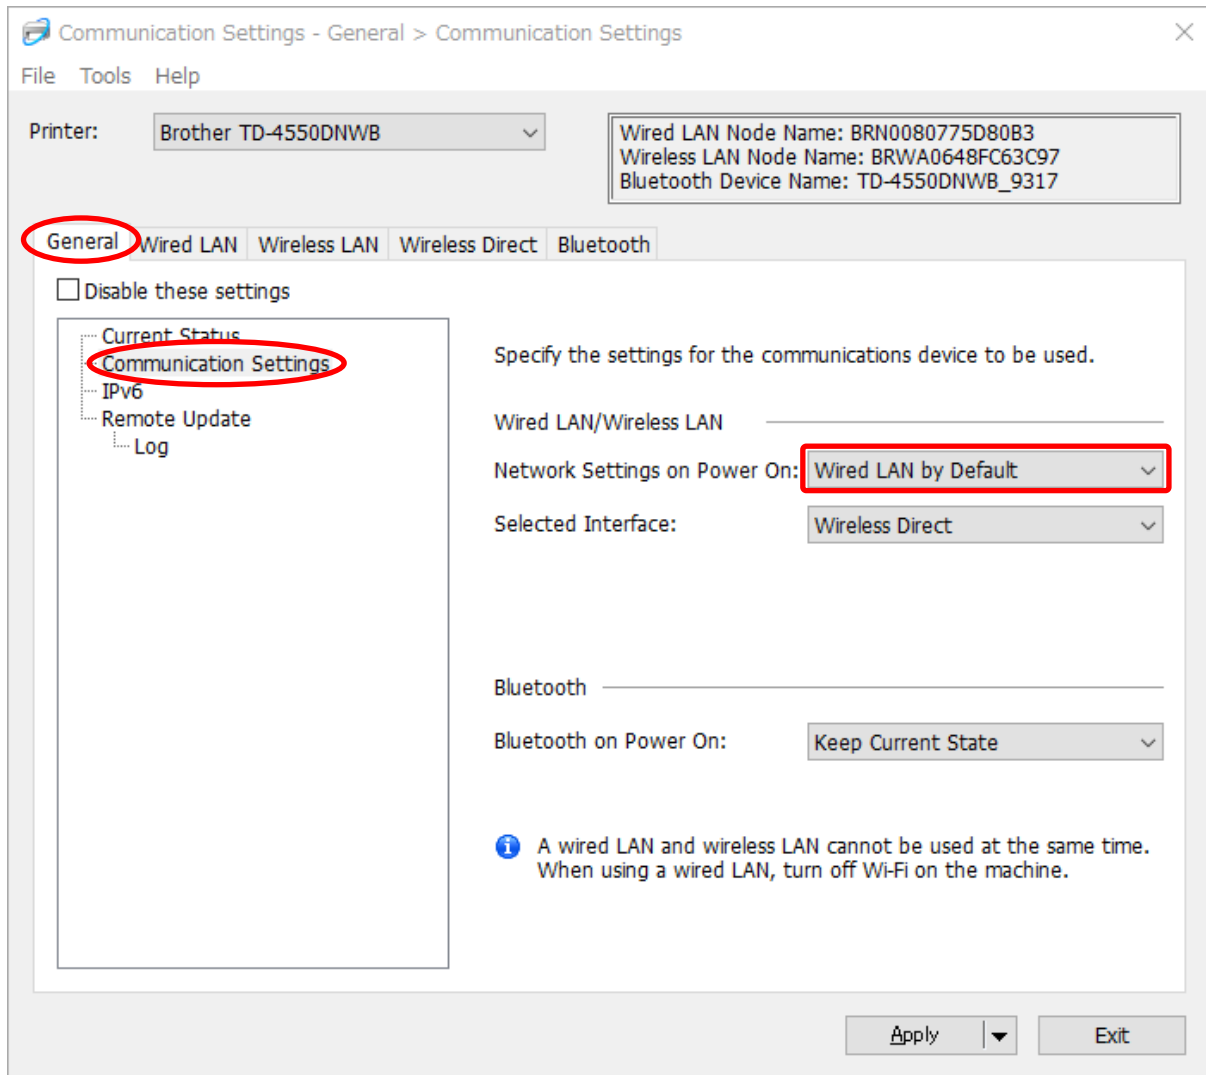 Communication Settings - General > Communication Settings
File Tools Help
Printer: Brother TD-4550DNWB
Wired LAN Node Name: BRN0080775D80B3
Wireless LAN Node Name: BRWA0648FC63C97
Bluetooth Device Name: TD-4550DNWB_9317
General Wired LAN Wireless LAN Wireless Direct Bluetooth
Disable these settings
Current Status
Communication Settings
IPv6
Remote Update
Log
Specify the settings for the communications device to be used.
Wired LAN/Wireless LAN
Network Settings on Power On: Wired LAN by Default
Selected Interface: Wireless Direct
Bluetooth
Bluetooth on Power On: Keep Current State
A wired LAN and wireless LAN cannot be used at the same time.
When using a wired LAN, turn off Wi-Fi on the machine.
Apply Exit